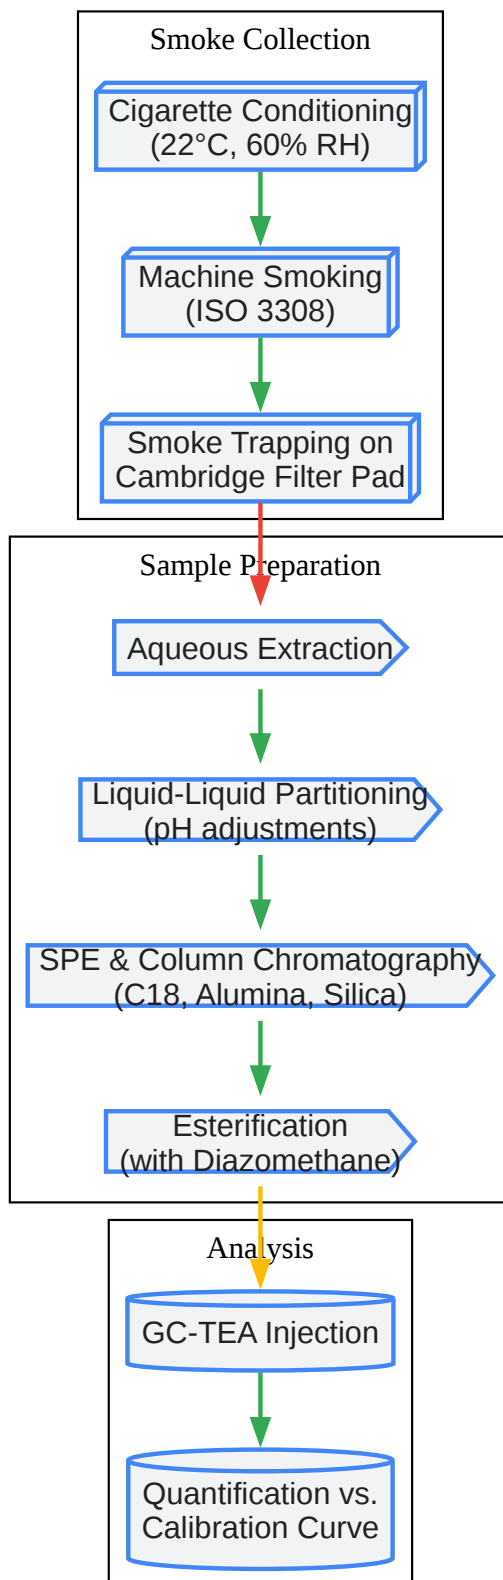 Smoke Collection
Cigarette Conditioning
(22°C, 60% RH)
Machine Smoking
(ISO 3308)
Smoke Trapping on
Cambridge Filter Pad
Sample Preparation
Aqueous Extraction
Liquid-Liquid Partitioning
(pH adjustments)
SPE & Column Chromatography
(C18, Alumina, Silica)
Esterification
(with Diazomethane)
Analysis
GC-TEA Injection
Quantification vs.
Calibration Curve